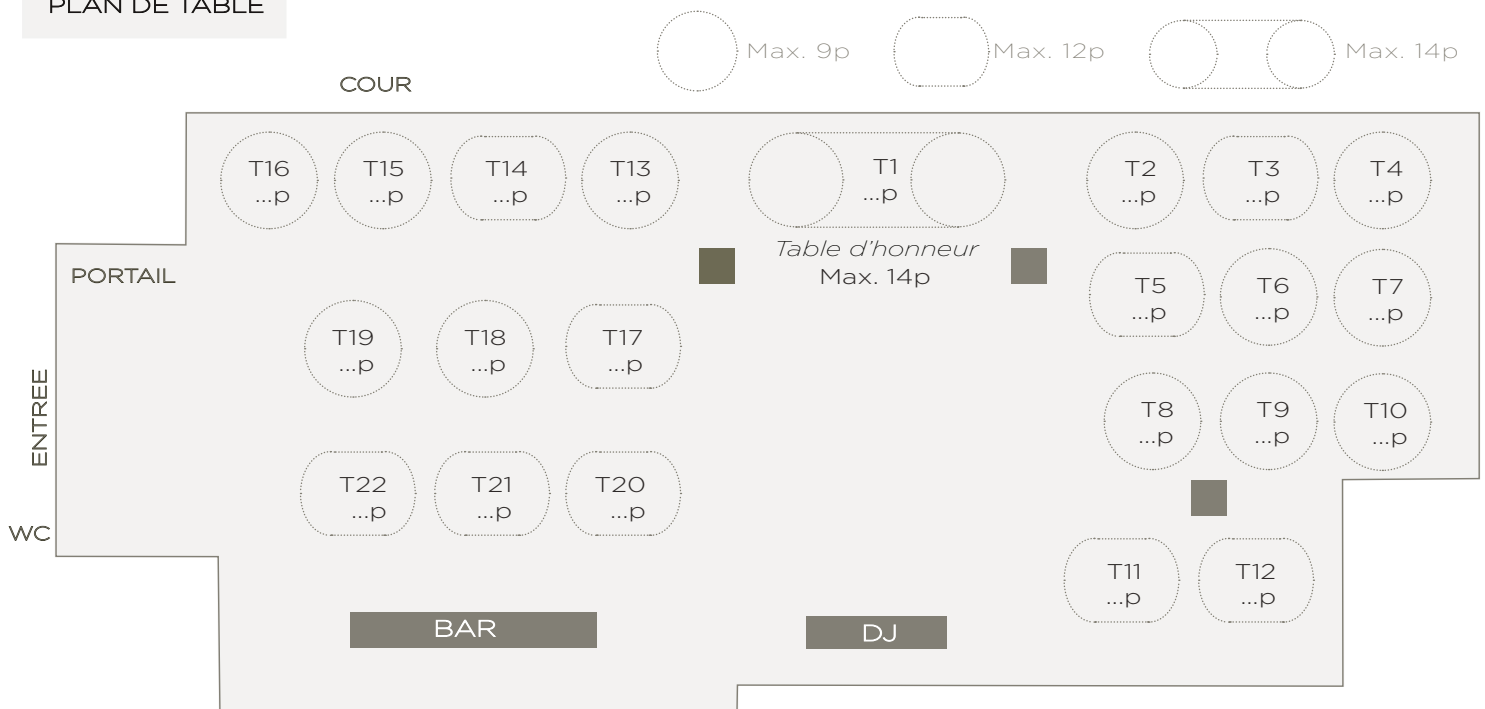 PLAN DE TABLE
Max. 9p
Max. 12p
Max. 14p
COUR
T16
...p
T15
...p
T14
...p
T13
...p
T1
...p
T2
...p
T3
...p
T4
...p
Table d'honneur
Max. 14p
PORTAIL
T5
...p
T6
...p
T7
...p
T19
...p
T18
...p
T17
...p
ENTREE
T8
...p
T9
...p
T10
...p
T22
...p
T21
...p
T20
...p
WC
T11
...p
T12
...p
BAR
DJ